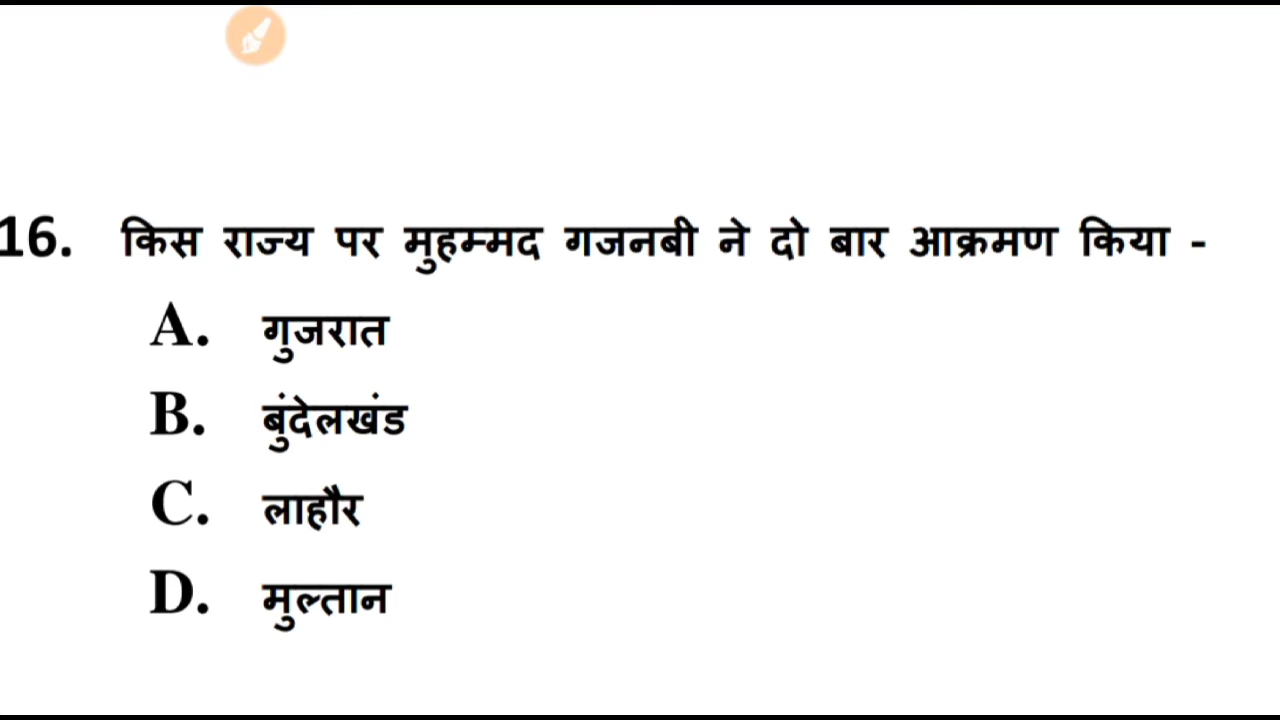 16. किस राज्य पर मुहम्मद गजनबी ने दो बार आक्रमण किया -
A. गुजरात
B. बुंदेलखंड
C. लाहौर
D. मुल्तान